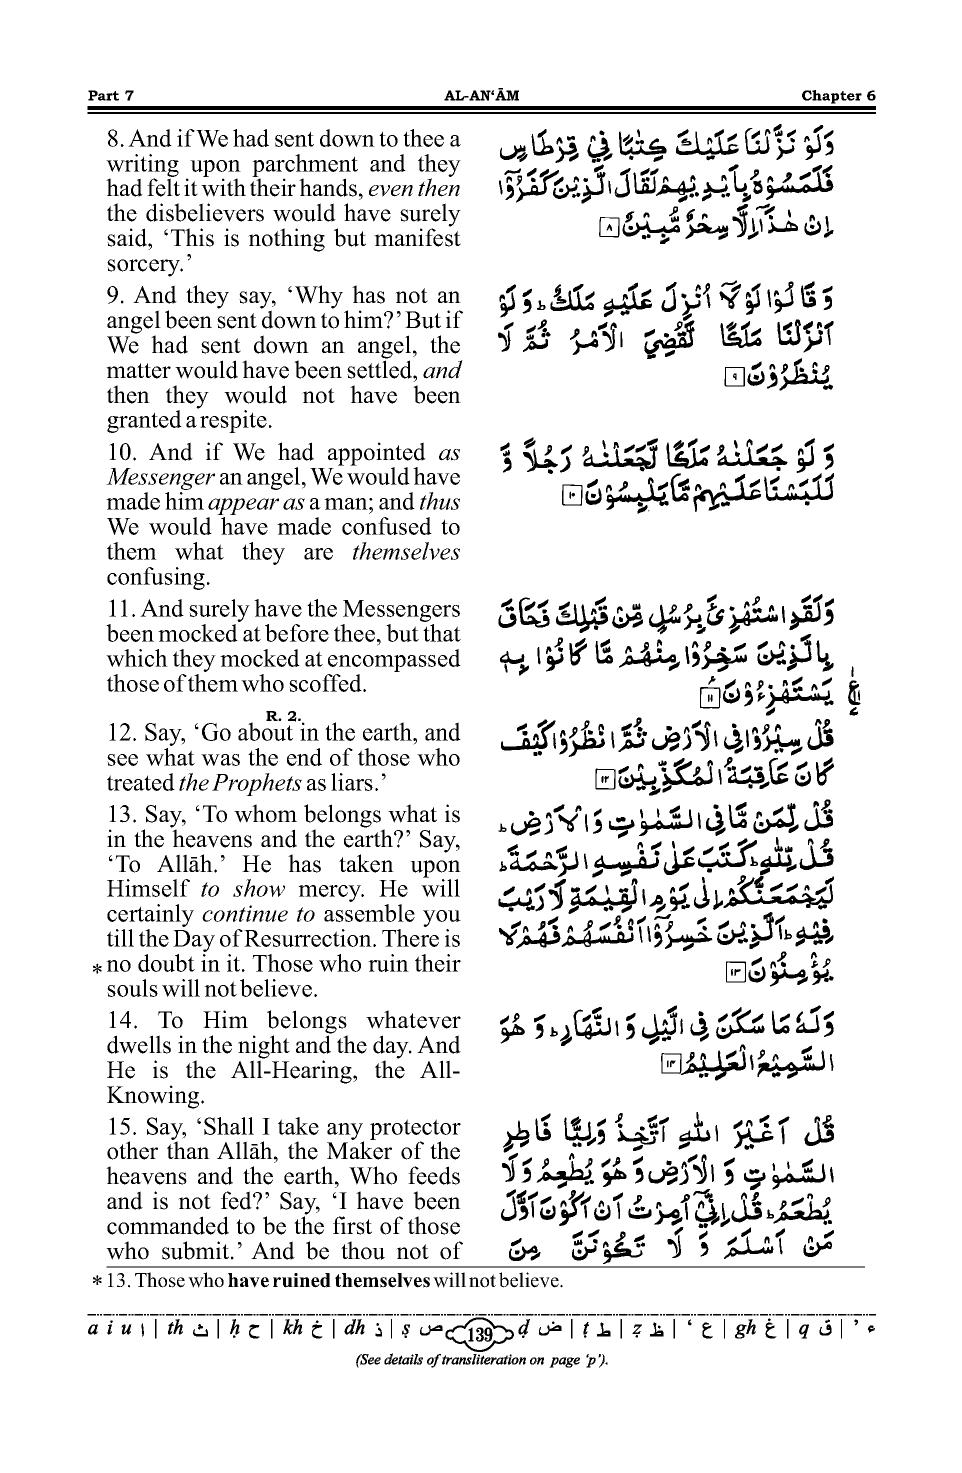 Part 7 AL-AN‘ĀM Chapter 6
8. And if We had sent down to thee a
writing upon parchment and they
had felt it with their hands, even then
the disbelievers would have surely
said, ‘This is nothing but manifest
sorcery.’
9. And they say, ‘Why has not an
angel been sent down to him?’ But if
We had sent down an angel, the
matter would have been settled, and
then they would not have been
granted a respite.
10. And if We had appointed as
Messenger an angel, We would have
made him appear as a man; and thus
We would have made confused to
them what they are themselves
confusing.
11. And surely have the Messengers
been mocked at before thee, but that
which they mocked at encompassed
those of them who scoffed.
R. 2.
12. Say, ‘Go about in the earth, and
see what was the end of those who
treated the Prophets as liars.’
13. Say, ‘To whom belongs what is
in the heavens and the earth?’ Say,
‘To Allāh.’ He has taken upon
Himself to show mercy. He will
certainly continue to assemble you
till the Day of Resurrection. There is
* no doubt in it. Those who ruin their
souls will not believe.
14. To Him belongs whatever
dwells in the night and the day. And
He is the All-Hearing, the All-
Knowing.
15. Say, ‘Shall I take any protector
other than Allāh, the Maker of the
heavens and the earth, Who feeds
and is not fed?’ Say, ‘I have been
commanded to be the first of those
who submit.’ And be thou not of
وَلَوْ نَزَّلْنَا عَلَيْكَ كِتٰبًا فِيْ قِرْطَاسٍ
فَلَمَسُوْهُ بِاَيْدِيْهِمْ لَقَالَ الَّذِيْنَ كَفَرُوْۤا
اِنْ هٰذَاۤ اِلَّا سِحْرٌ مُّبِيْنٌ ۸
وَ قَالُوْا لَوْ لَاۤ اُنْزِلَ عَلَيْهِ مَلَكٌ ؕ وَ لَوْ
اَنْزَلْنَا مَلَكًا لَّقُضِيَ الْاَمْرُ ثُمَّ لَا
يُنْظَرُوْنَ ۹
وَ لَوْ جَعَلْنٰهُ مَلَكًا لَّجَعَلْنٰهُ رَجُلًا وَّ
لَلَبَسْنَا عَلَيْهِمْ مَّا يَلْبِسُوْنَ ۱۰
وَلَقَدِ اسْتُهْزِئَ بِرُسُلٍ مِّنْ قَبْلِكَ فَحَاقَ
بِالَّذِيْنَ سَخِرُوْا مِنْهُمْ مَّا كَانُوْا بِهٖ
يَسْتَهْزِءُوْنَ ۱۱
قُلْ سِيْرُوْا فِي الْاَرْضِ ثُمَّ انْظُرُوْا كَيْفَ
كَانَ عَاقِبَةُ الْمُكَذِّبِيْنَ ۱۲
قُلْ لِّمَنْ مَّا فِي السَّمٰوٰتِ وَ الْاَرْضِ ؕ
قُلْ لِّلّٰهِ ؕ كَتَبَ عَلٰى نَفْسِهِ الرَّحْمَةَ ؕ
لَيَجْمَعَنَّكُمْ اِلٰى يَوْمِ الْقِيٰمَةِ لَا رَيْبَ
فِيْهِ ؕ اَلَّذِيْنَ خَسِرُوْۤا اَنْفُسَهُمْ فَهُمْ لَا
يُؤْمِنُوْنَ ۱۳
وَلَهٗ مَا سَكَنَ فِي الَّيْلِ وَ النَّهَارِ ؕ وَ هُوَ
السَّمِيْعُ الْعَلِيْمُ ۱۴
قُلْ اَغَيْرَ اللّٰهِ اَتَّخِذُ وَلِيًّا فَاطِرِ
السَّمٰوٰتِ وَ الْاَرْضِ وَ هُوَ يُطْعِمُ وَ لَا
يُطْعَمُ ؕ قُلْ اِنِّيْۤ اُمِرْتُ اَنْ اَكُوْنَ اَوَّلَ
مَنْ اَسْلَمَ وَ لَا تَكُوْنَنَّ مِنَ
* 13. Those who have ruined themselves will not believe.
a i u ا | th ث | ḥ ح | kh خ | dh ذ | ṣ ص 139 ḍ ض | ṭ ط | ẓ ظ | ‘ ع | gh غ | q ق | ’ ء
(See details of transliteration on page ‘p’).